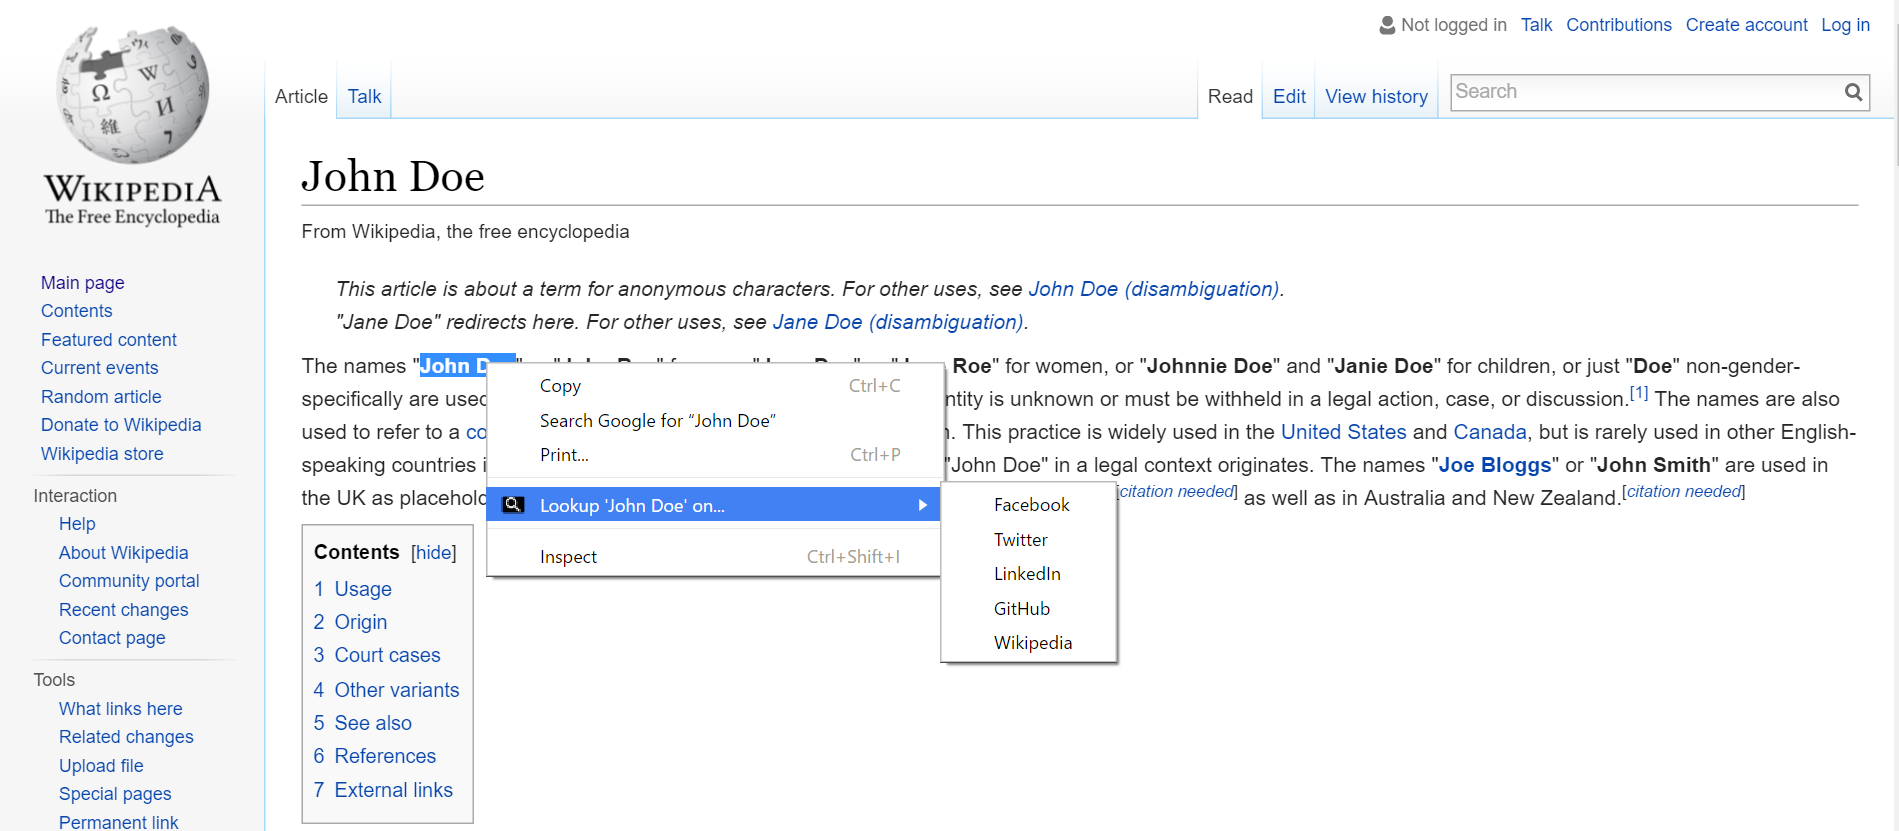 Not logged in Talk Contributions Create account Log in
Article Talk Read Edit View history Search
WIKIPEDIA
The Free Encyclopedia
Main page
Contents
Featured content
Current events
Random article
Donate to Wikipedia
Wikipedia store
Interaction
Help
About Wikipedia
Community portal
Recent changes
Contact page
Tools
What links here
Related changes
Upload file
Special pages
Permanent link
John Doe
From Wikipedia, the free encyclopedia
This article is about a term for anonymous characters. For other uses, see John Doe (disambiguation).
"Jane Doe" redirects here. For other uses, see Jane Doe (disambiguation).
The names "John Roe" for women, or "Johnnie Doe" and "Janie Doe" for children, or just "Doe" non-gender-
specifically are is unknown or must be withheld in a legal action, case, or discussion.[1] The names are also
used to refer to a This practice is widely used in the United States and Canada, but is rarely used in other English-
speaking countries "John Doe" in a legal context originates. The names "Joe Bloggs" or "John Smith" are used in
the UK as [citation needed] as well as in Australia and New Zealand.[citation needed]
Copy Ctrl+C
Search Google for “John Doe”
Print... Ctrl+P
Lookup 'John Doe' on...
Inspect Ctrl+Shift+I
Facebook
Twitter
LinkedIn
GitHub
Wikipedia
Contents [hide]
1 Usage
2 Origin
3 Court cases
4 Other variants
5 See also
6 References
7 External links